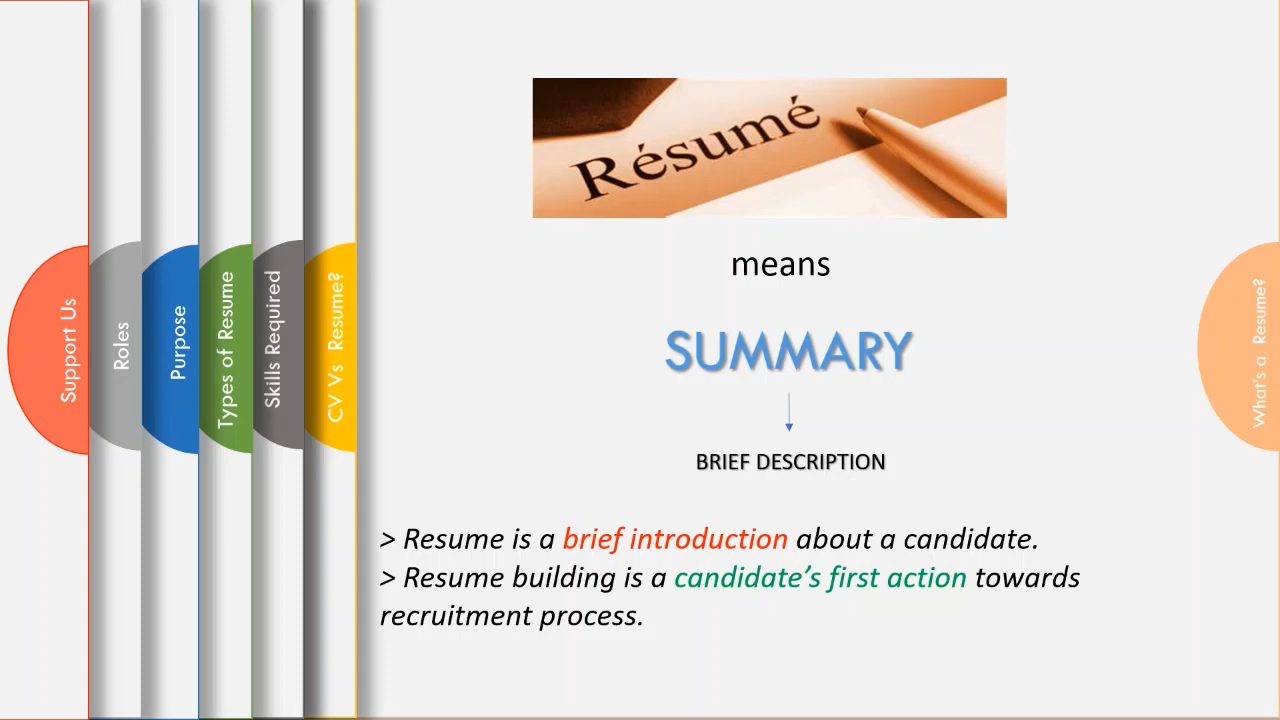 Support Us
Roles
Purpose
Types of Resume
Skills Required
CV Vs Resume?
Résumé
means
SUMMARY
BRIEF DESCRIPTION
> Resume is a brief introduction about a candidate.
> Resume building is a candidate’s first action towards
recruitment process.
What's a Resume?